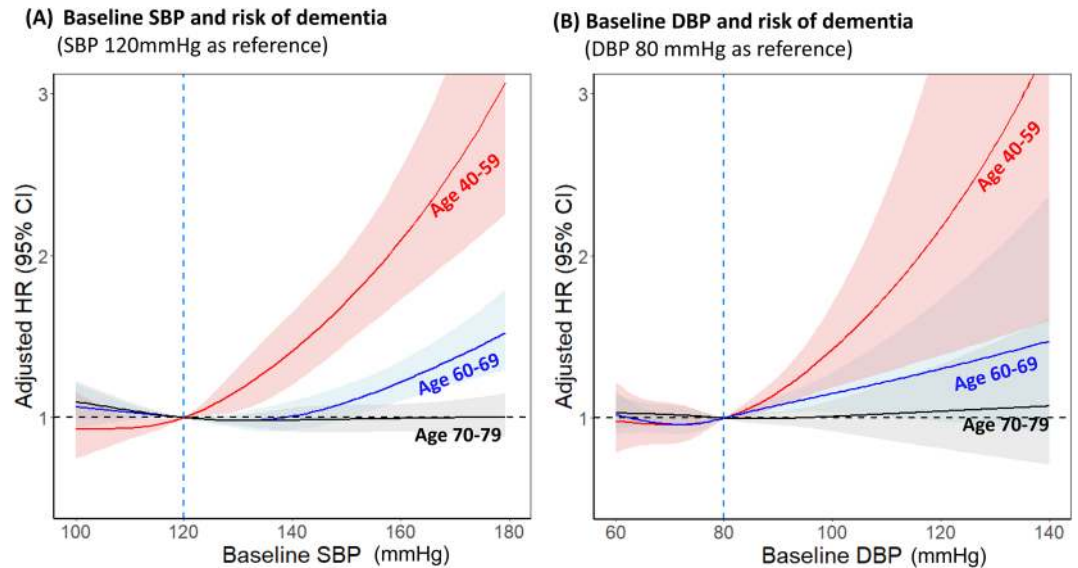 (A) Baseline SBP and risk of dementia
(SBP 120mmHg as reference)
Adjusted HR (95% CI)
3
2
1
Age 40-59
Age 60-69
Age 70-79
100
120
140
160
180
Baseline SBP (mmHg)
(B) Baseline DBP and risk of dementia
(DBP 80 mmHg as reference)
Adjusted HR (95% CI)
3
2
1
Age 40-59
Age 60-69
Age 70-79
60
80
100
120
140
Baseline DBP (mmHg)